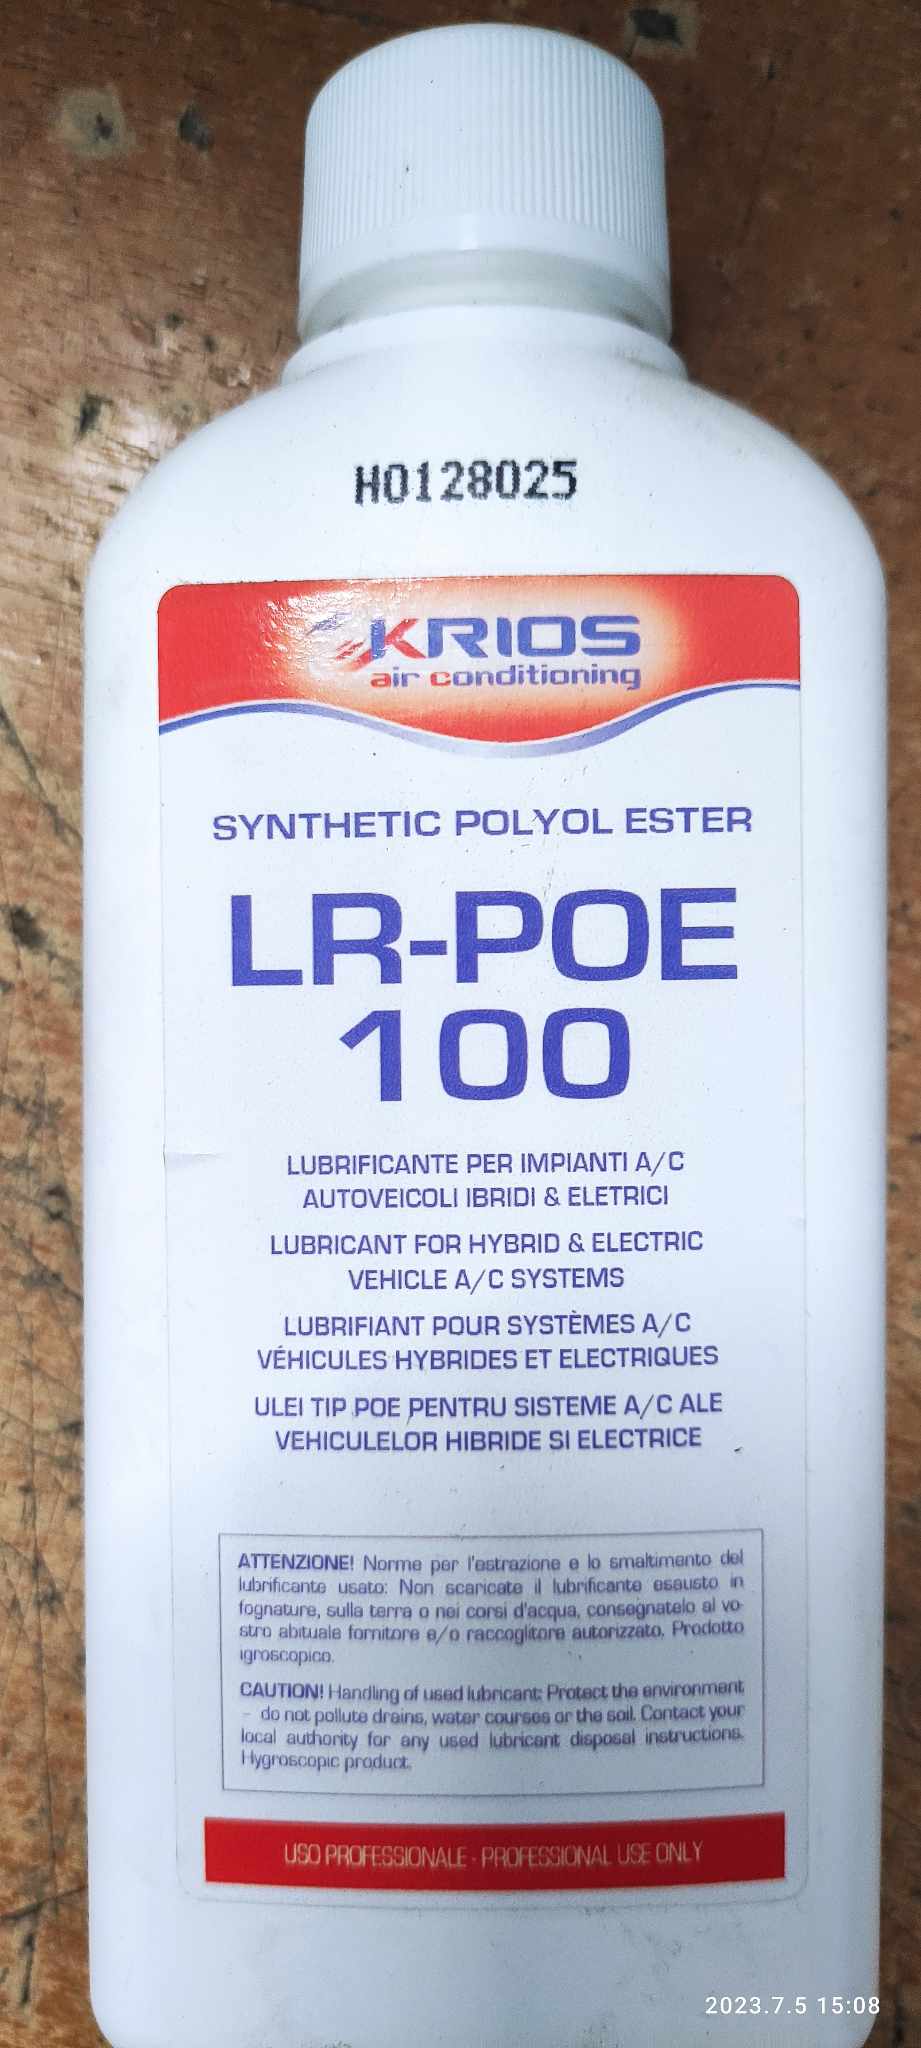 H0128025
KRIOS
air conditioning
SYNTHETIC POLYOL ESTER
LR-POE
100
LUBRIFICANTE PER IMPIANTI A/C
AUTOVEICOLI IBRIDI & ELETRICI
LUBRICANT FOR HYBRID & ELECTRIC
VEHICLE A/C SYSTEMS
LUBRIFIANT POUR SYSTÈMES A/C
VÉHICULES HYBRIDES ET ELECTRIQUES
ULEI TIP POE PENTRU SISTEME A/C ALE
VEHICULELOR HIBRIDE SI ELECTRICE
ATTENZIONE! Norme per l'estrazione e lo smaltimento del
lubrificante usato: Non scaricate il lubrificante esausto in
fognature, sulla terra o nei corsi d'acqua, consegnatelo al vo-
stro abituale fornitore e/o raccoglitore autorizzato. Prodotto
igroscopico.
CAUTION! Handling of used lubricant: Protect the environment
- do not pollute drains, water courses or the soil. Contact your
local authority for any used lubricant disposal instructions.
Hygroscopic product.
USO PROFESSIONALE - PROFESSIONAL USE ONLY
2023.7.5 15:08